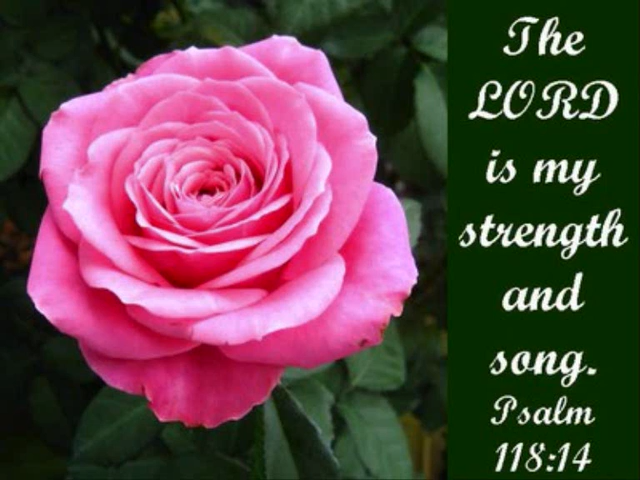 The
LORD
is my
strength
and
song.
Psalm
118:14